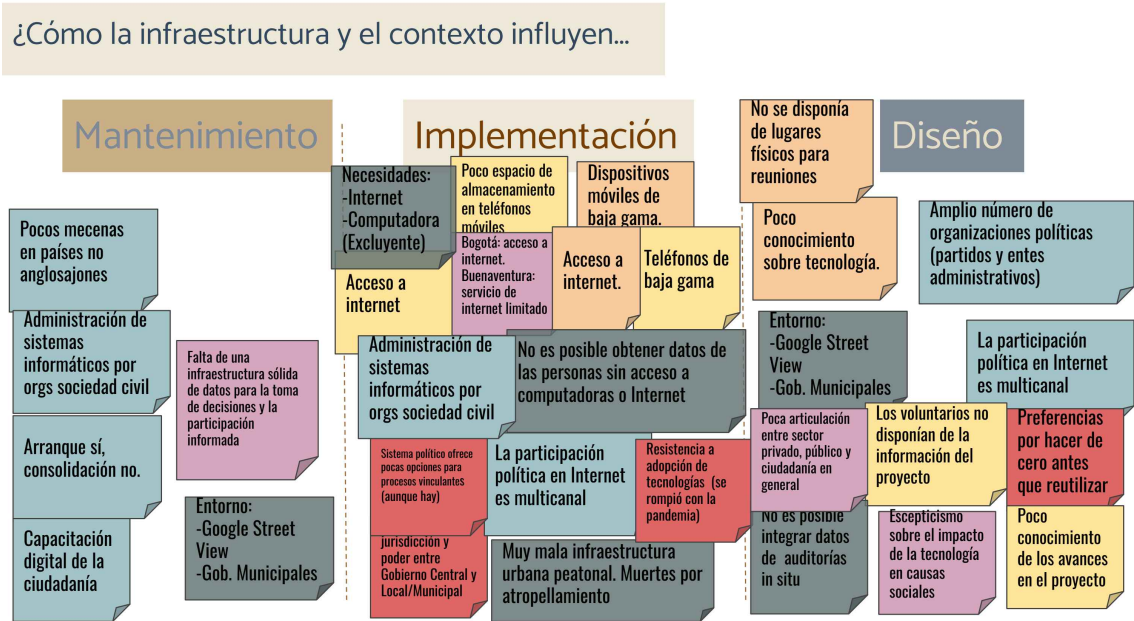 ¿Cómo la infraestructura y el contexto influyen...
Mantenimiento
Pocos mecenas
en países no
anglosajones
Administración de
sistemas
informáticos por
orgs sociedad civil
Arranque sí,
consolidación no.
Capacitación
digital de la
ciudadanía
Falta de una
infraestructura sólida
de datos para la toma
de decisiones y la
participación
informada
Entorno:
-Google Street
View
-Gob. Municipales
Implementación
Necesidades:
-Internet
-Computadora
(Excluyente)
Poco espacio de
almacenamiento
en teléfonos
móviles
Dispositivos
móviles de
baja gama.
Acceso a
internet
Bogotá: acceso a
internet.
Buenaventura:
servicio de
internet limitado
Acceso a
internet.
Teléfonos de
baja gama
Administración de
sistemas
informáticos por
orgs sociedad civil
No es posible obtener datos de
las personas sin acceso a
computadoras o Internet
Sistema político ofrece
pocas opciones para
procesos vinculantes
(aunque hay)
La participación
política en Internet
es multicanal
Resistencia a
adopción de
tecnologías (se
rompió con la
pandemia)
jurisdicción y
poder entre
Gobierno Central y
Local/Municipal
Muy mala infraestructura
urbana peatonal. Muertes por
atropellamiento
Diseño
No se disponía
de lugares
físicos para
reuniones
Poco
conocimiento
sobre tecnología.
Amplio número de
organizaciones políticas
(partidos y entes
administrativos)
Entorno:
-Google Street
View
-Gob. Municipales
La participación
política en Internet
es multicanal
Poca articulación
entre sector
privado, público y
ciudadanía en
general
Los voluntarios no
disponían de la
información del
proyecto
Preferencias
por hacer de
cero antes
que reutilizar
No es posible
integrar datos
de auditorías
in situ
Escepticismo
sobre el impacto
de la tecnología
en causas
sociales
Poco
conocimiento
de los avances
en el proyecto